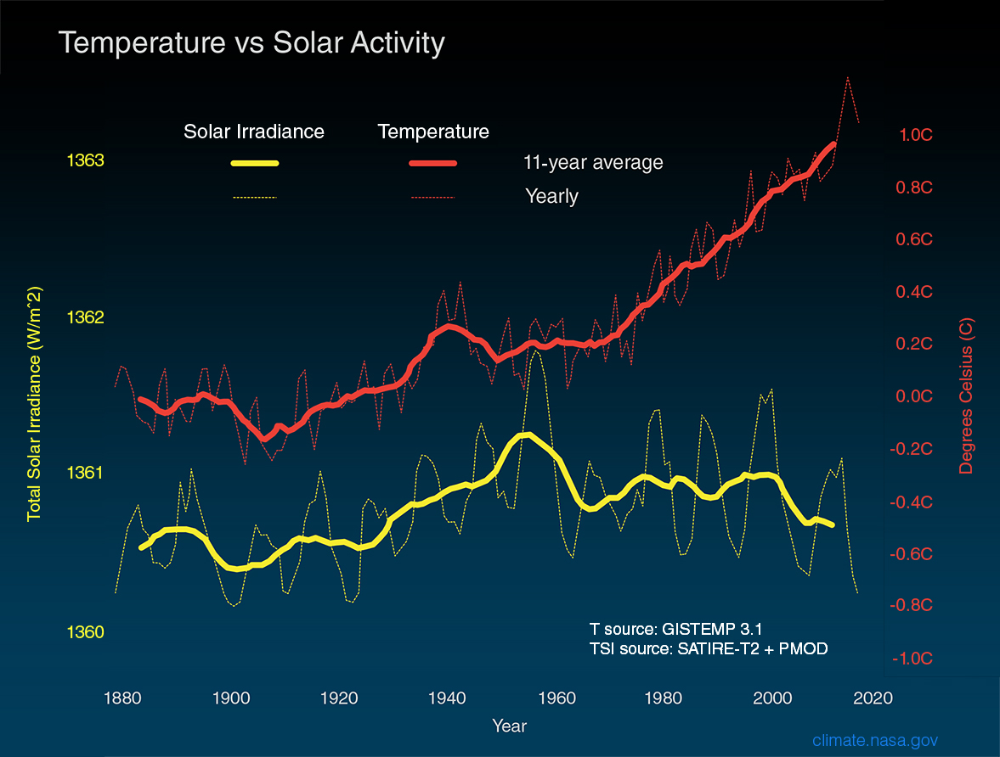 Temperature vs Solar Activity
Solar Irradiance Temperature
11-year average
Yearly
1363
1362
1361
1360
Total Solar Irradiance (W/m^2)
1.0C
0.8C
0.6C
0.4C
0.2C
0.0C
-0.2C
-0.4C
-0.6C
-0.8C
-1.0C
Degrees Celsius (C)
T source: GISTEMP 3.1
TSI source: SATIRE-T2 + PMOD
1880 1900 1920 1940 1960 1980 2000 2020
Year
climate.nasa.gov